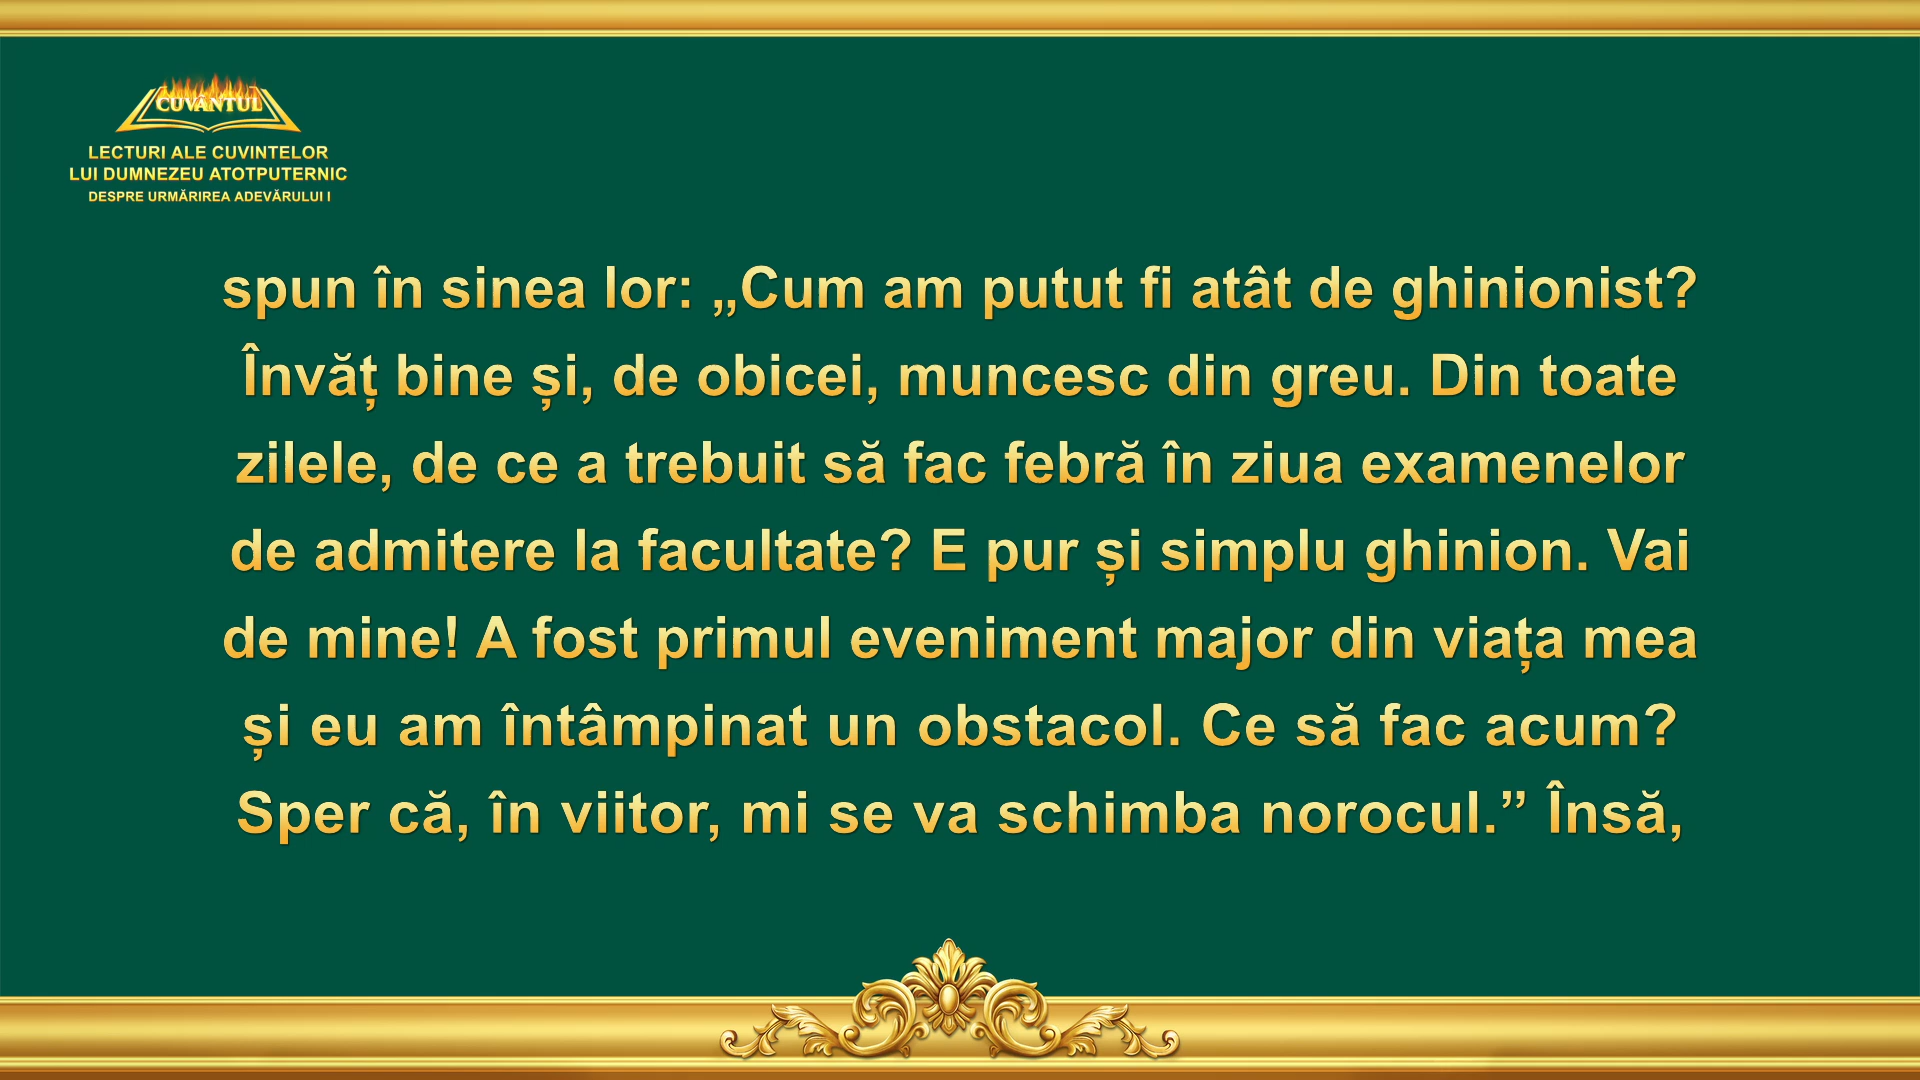 CUVÂNTUL
LECTURI ALE CUVINTELOR
LUI DUMNEZEU ATOTPUTERNIC
DESPRE URMĂRIREA ADEVĂRULUI I
spun în sinea lor: „Cum am putut fi atât de ghinionist?
Învăț bine și, de obicei, muncesc din greu. Din toate
zilele, de ce a trebuit să fac febră în ziua examenelor
de admitere la facultate? E pur și simplu ghinion. Vai
de mine! A fost primul eveniment major din viața mea
și eu am întâmpinat un obstacol. Ce să fac acum?
Sper că, în viitor, mi se va schimba norocul.” Însă,